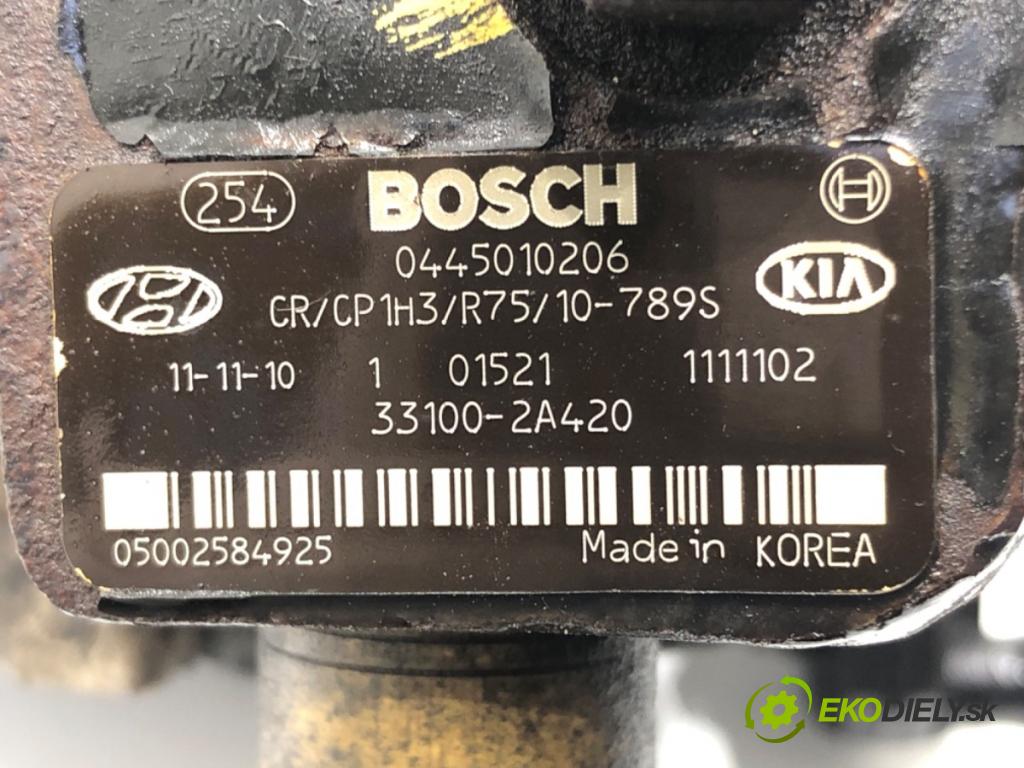 254 BOSCH
0445010206
KIA
CR/CP1H3/R75/10-789S
11-11-10 1 01521 1111102
33100-2A420
05002584925 Made in KOREA
EKODIELY.sk